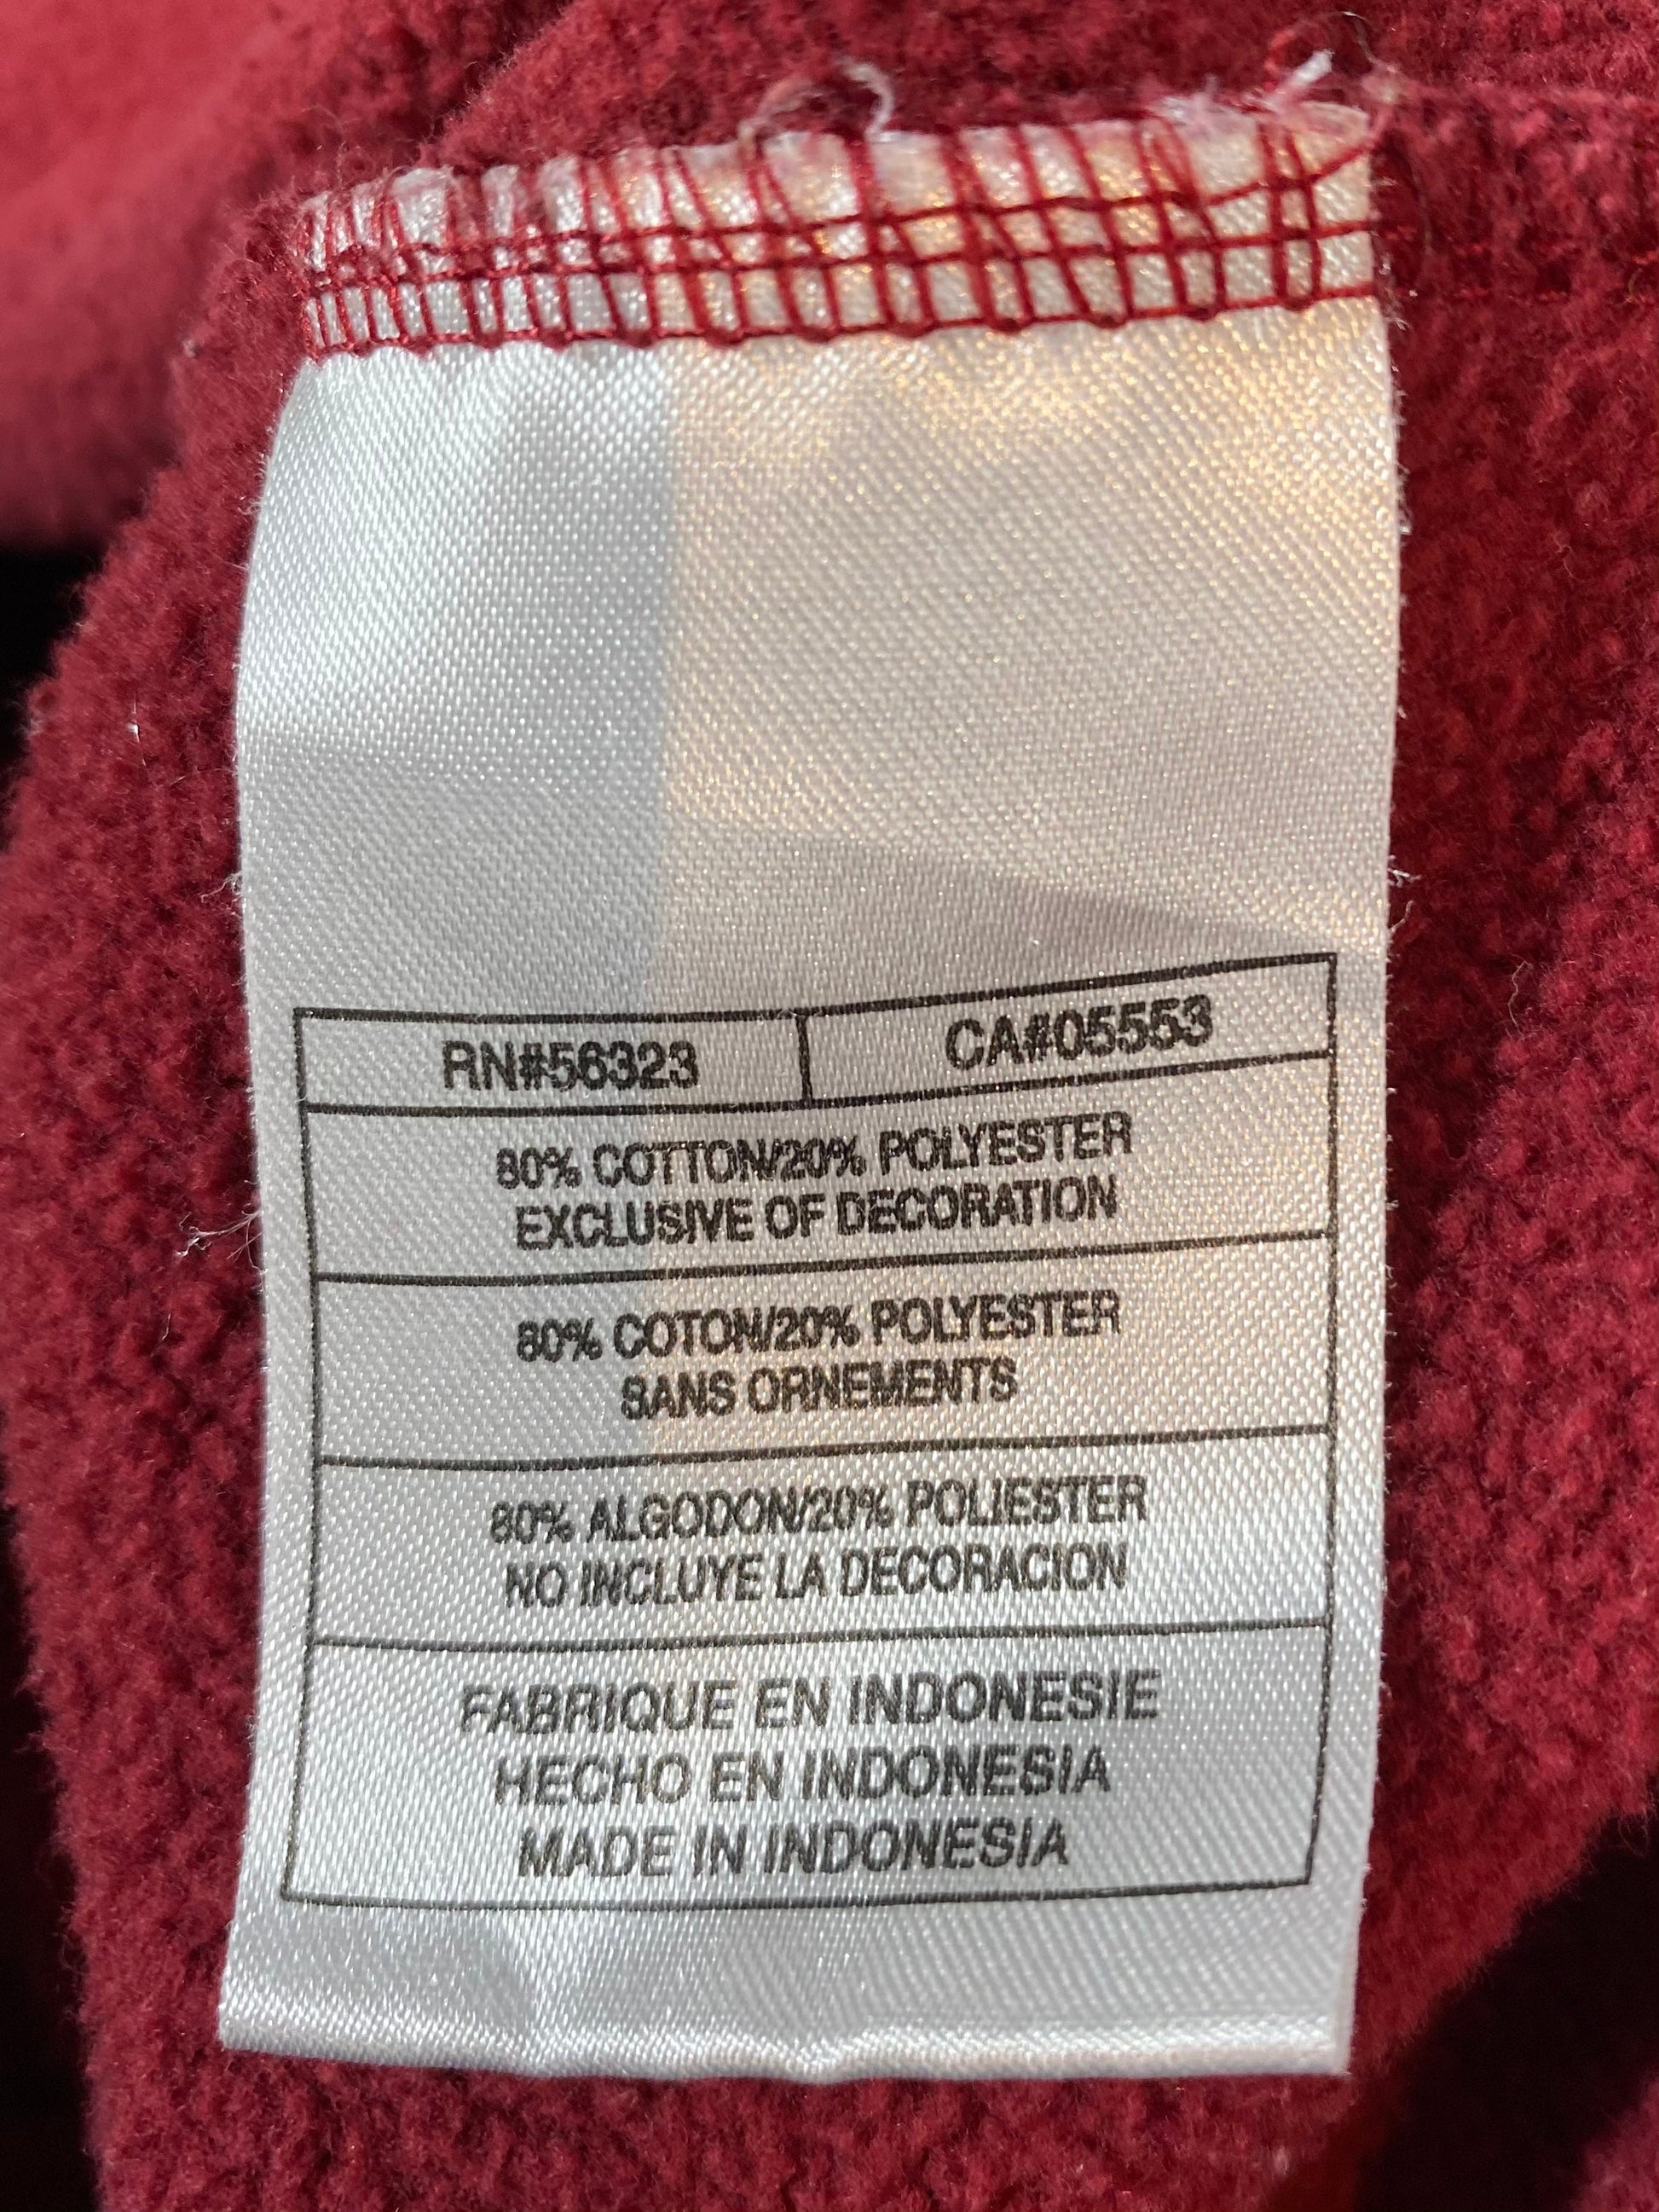 RN#56323 CA#05553
80% COTTON/20% POLYESTER
EXCLUSIVE OF DECORATION
80% COTON/20% POLYESTER
SANS ORNEMENTS
80% ALGODON/20% POLIESTER
NO INCLUYE LA DECORACION
FABRIQUE EN INDONESIE
HECHO EN INDONESIA
MADE IN INDONESIA